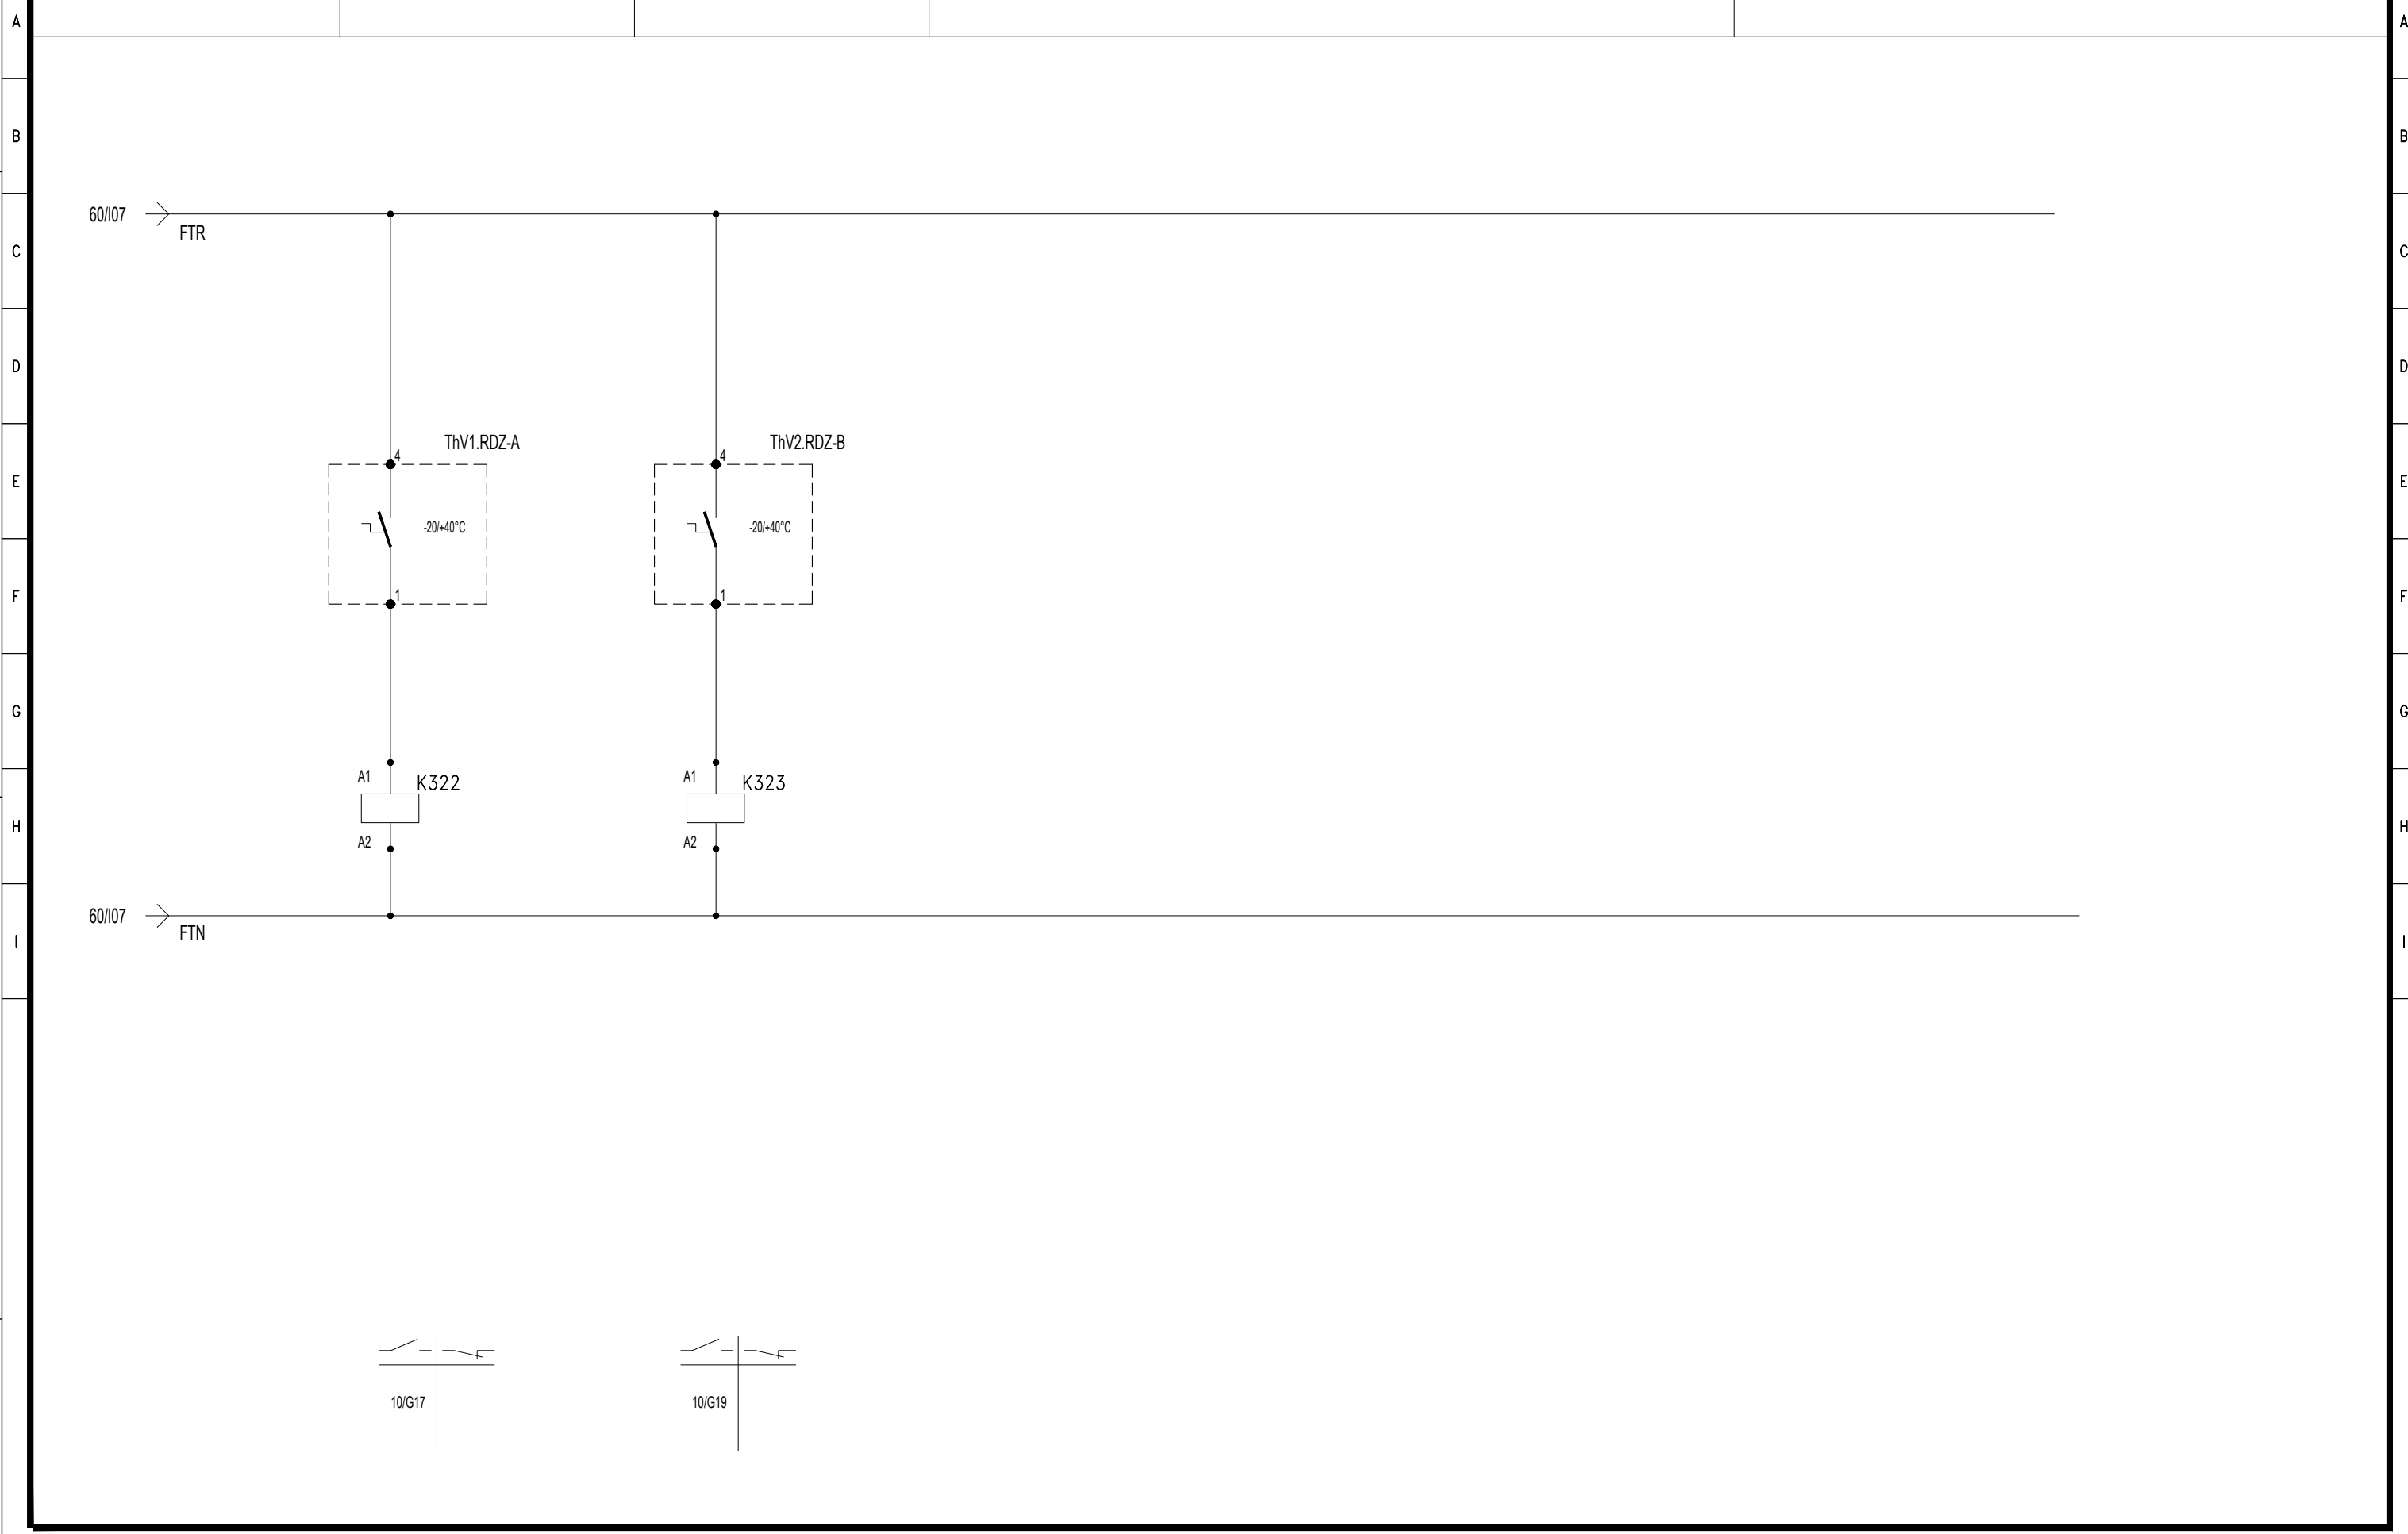 A A
B B
60/I07
FTR
C C
D D
ThV1.RDZ-A ThV2.RDZ-B
4 4
E E
-20/+40°C -20/+40°C
1 1
F F
G G
A1 K322 A1 K323
H H
A2 A2
60/I07
FTN
I I
10/G17 10/G19